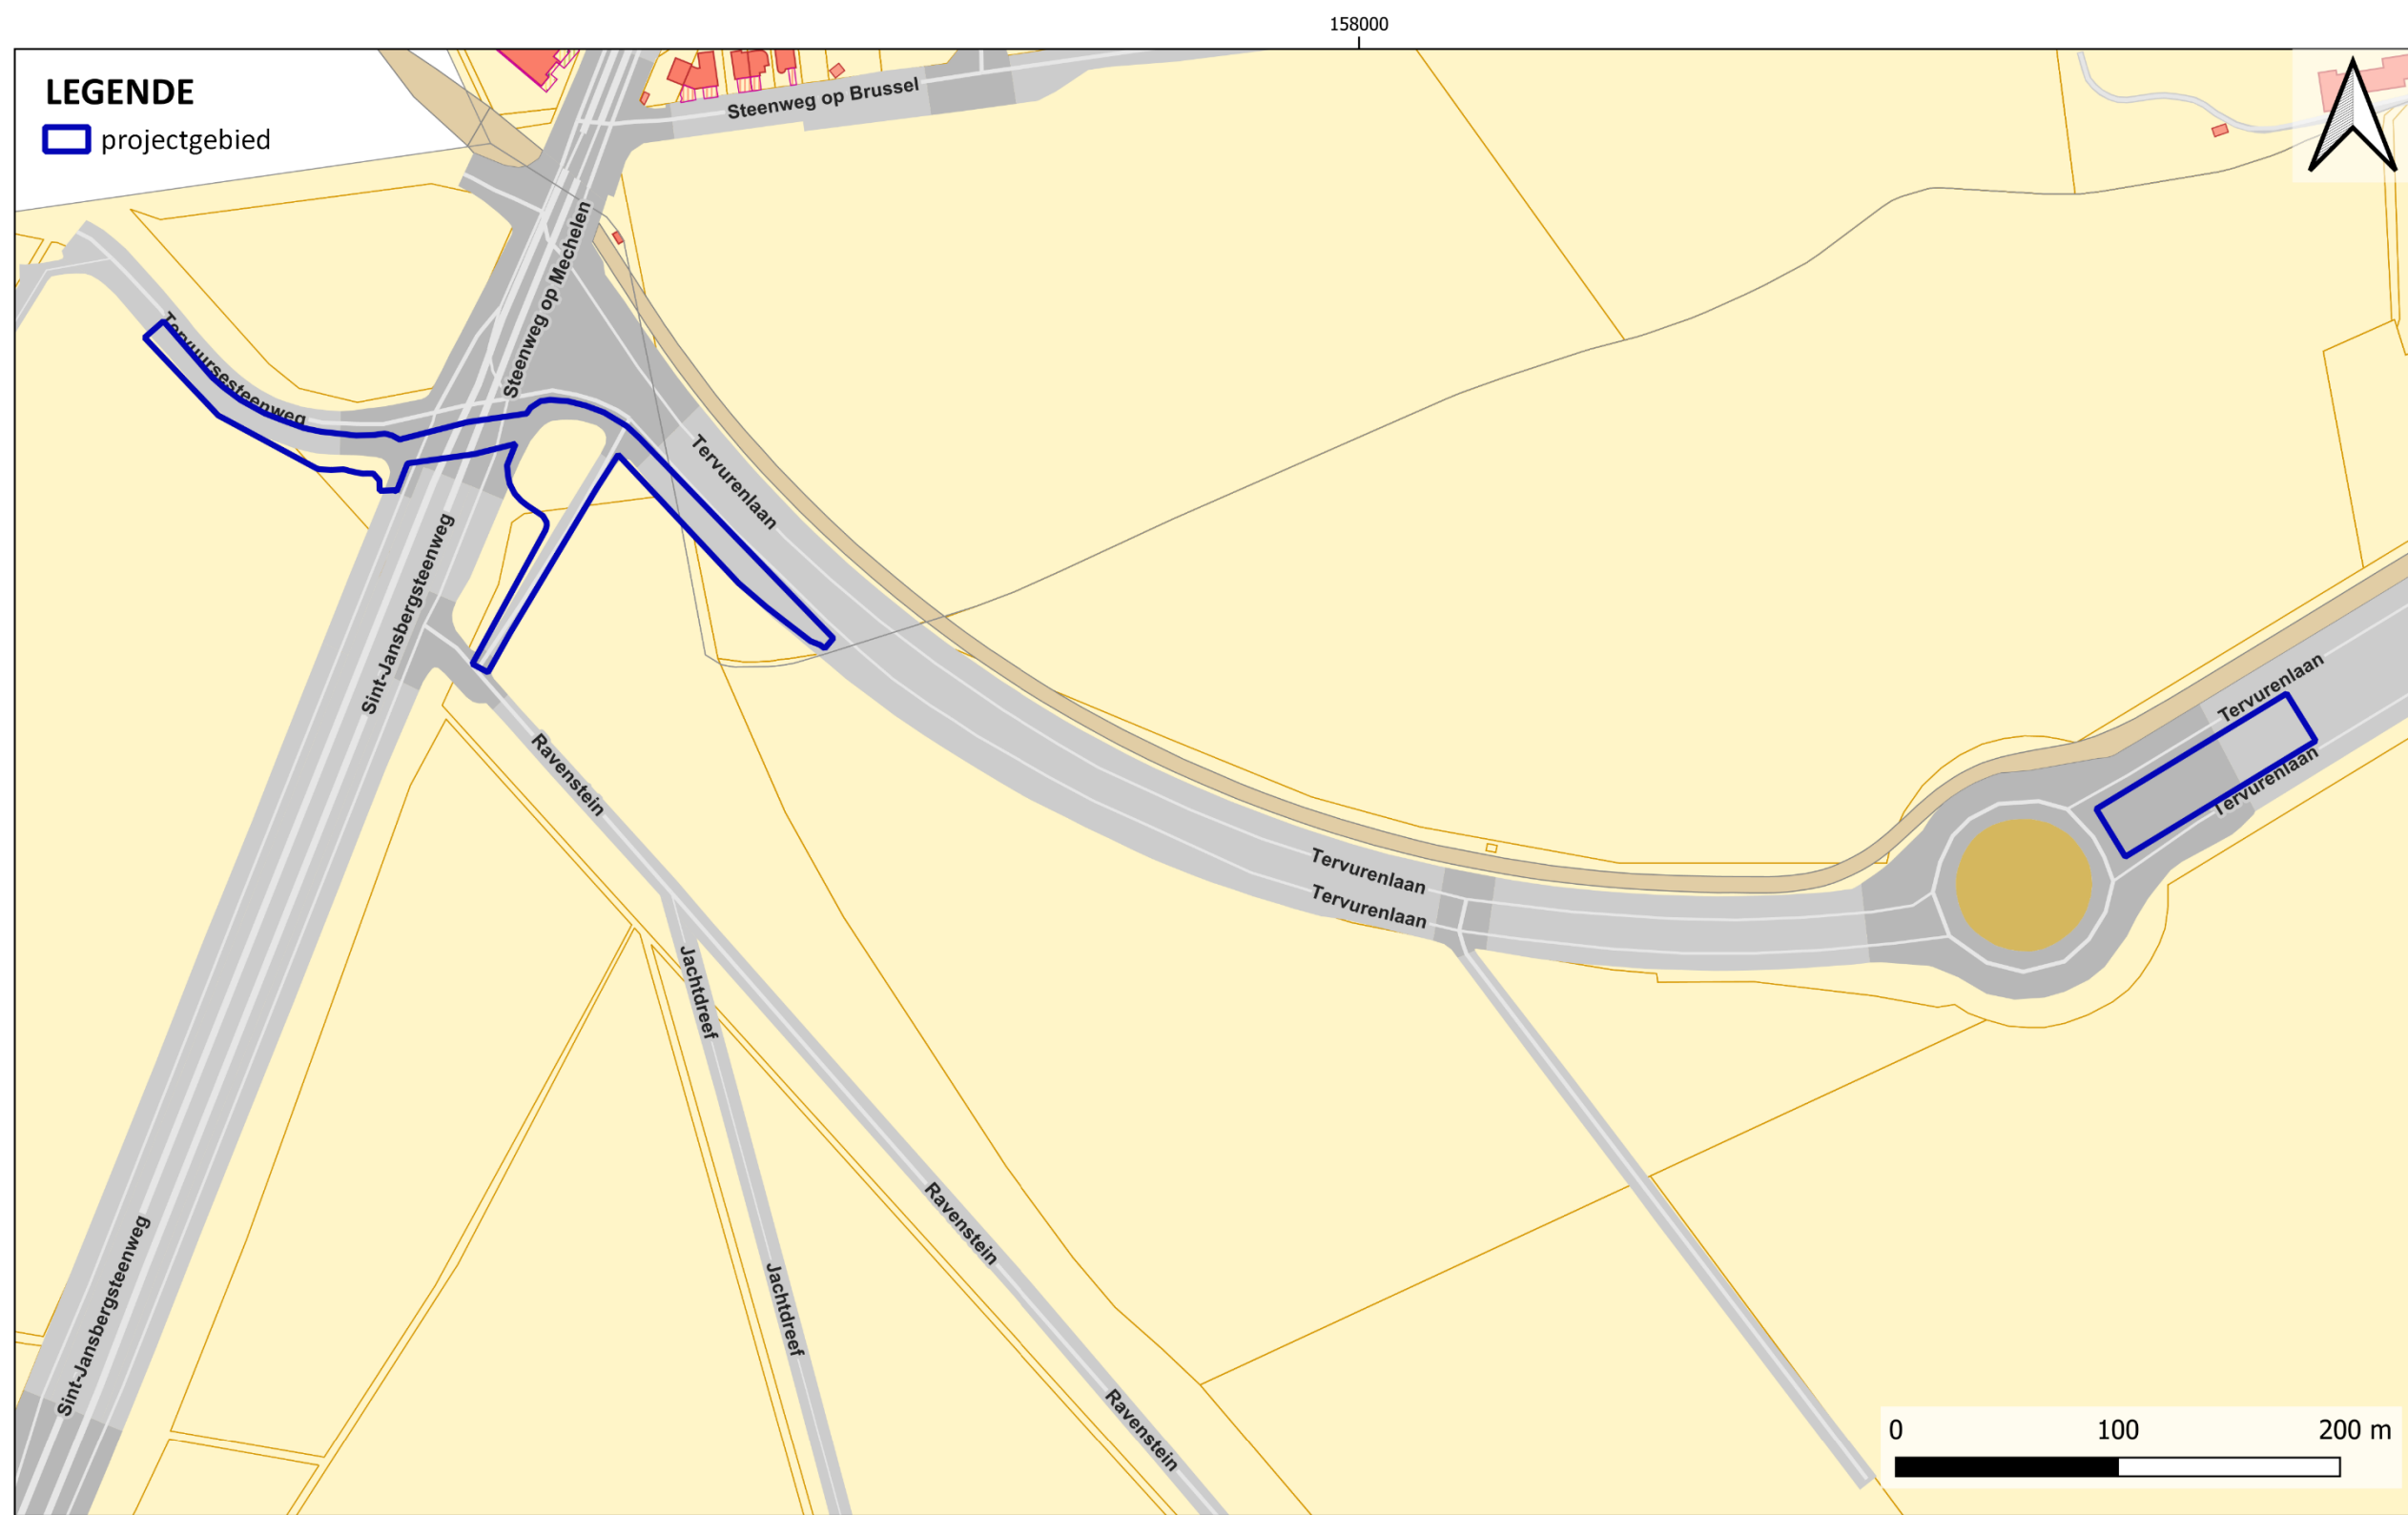 158000
LEGENDE
projectgebied
Steenweg op Brussel
Steenweg op Mechelen
Tervuursesteenweg
Tervurenlaan
Sint-Jansbergsteenweg
Tervurenlaan
Tervurenlaan
Ravenstein
Tervurenlaan
Tervurenlaan
Jachtdreef
Ravenstein
Sint-Jansbergsteenweg
Jachtdreef
Ravenstein
0 100 200 m